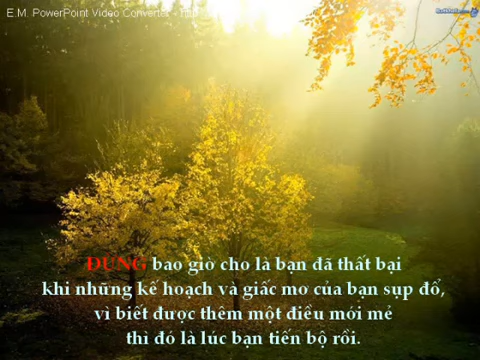 E.M. PowerPoint Video Converter
ĐỪNG bao giờ cho là bạn đã thất bại
khi những kế hoạch và giấc mơ của bạn sụp đổ,
vì biết được thêm một điều mới mẻ
thì đó là lúc bạn tiến bộ rồi.